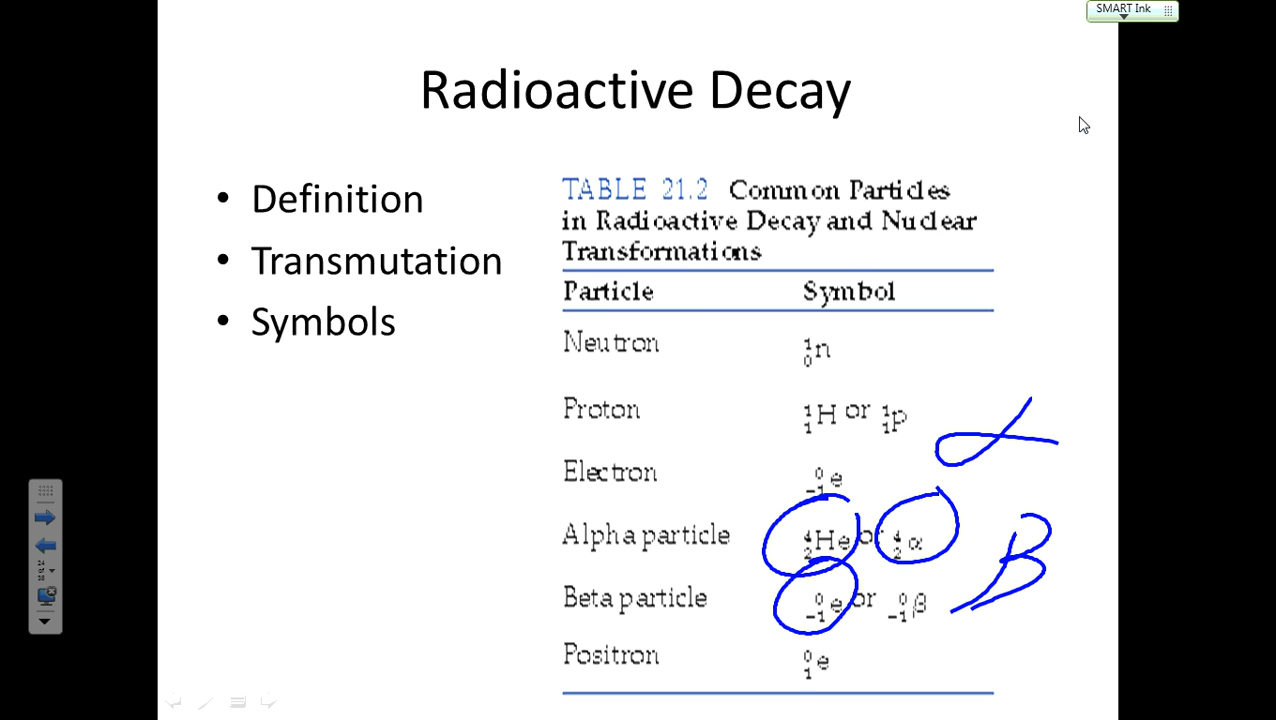 SMART Ink
Radioactive Decay
• Definition
• Transmutation
• Symbols
TABLE 21.2 Common Particles
in Radioactive Decay and Nuclear
Transformations
Particle Symbol
Neutron ¹₀n
Proton ¹₁H or ¹₁p
Electron ⁰₋₁e
Alpha particle ⁴₂He or ⁴₂α
Beta particle ⁰₋₁e or ⁰₋₁β
Positron ⁰₁e
α
β